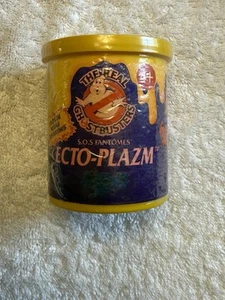 THE REAL
GHOSTBUSTERS
S.O.S FANTÔMES
ECTO-PLAZM